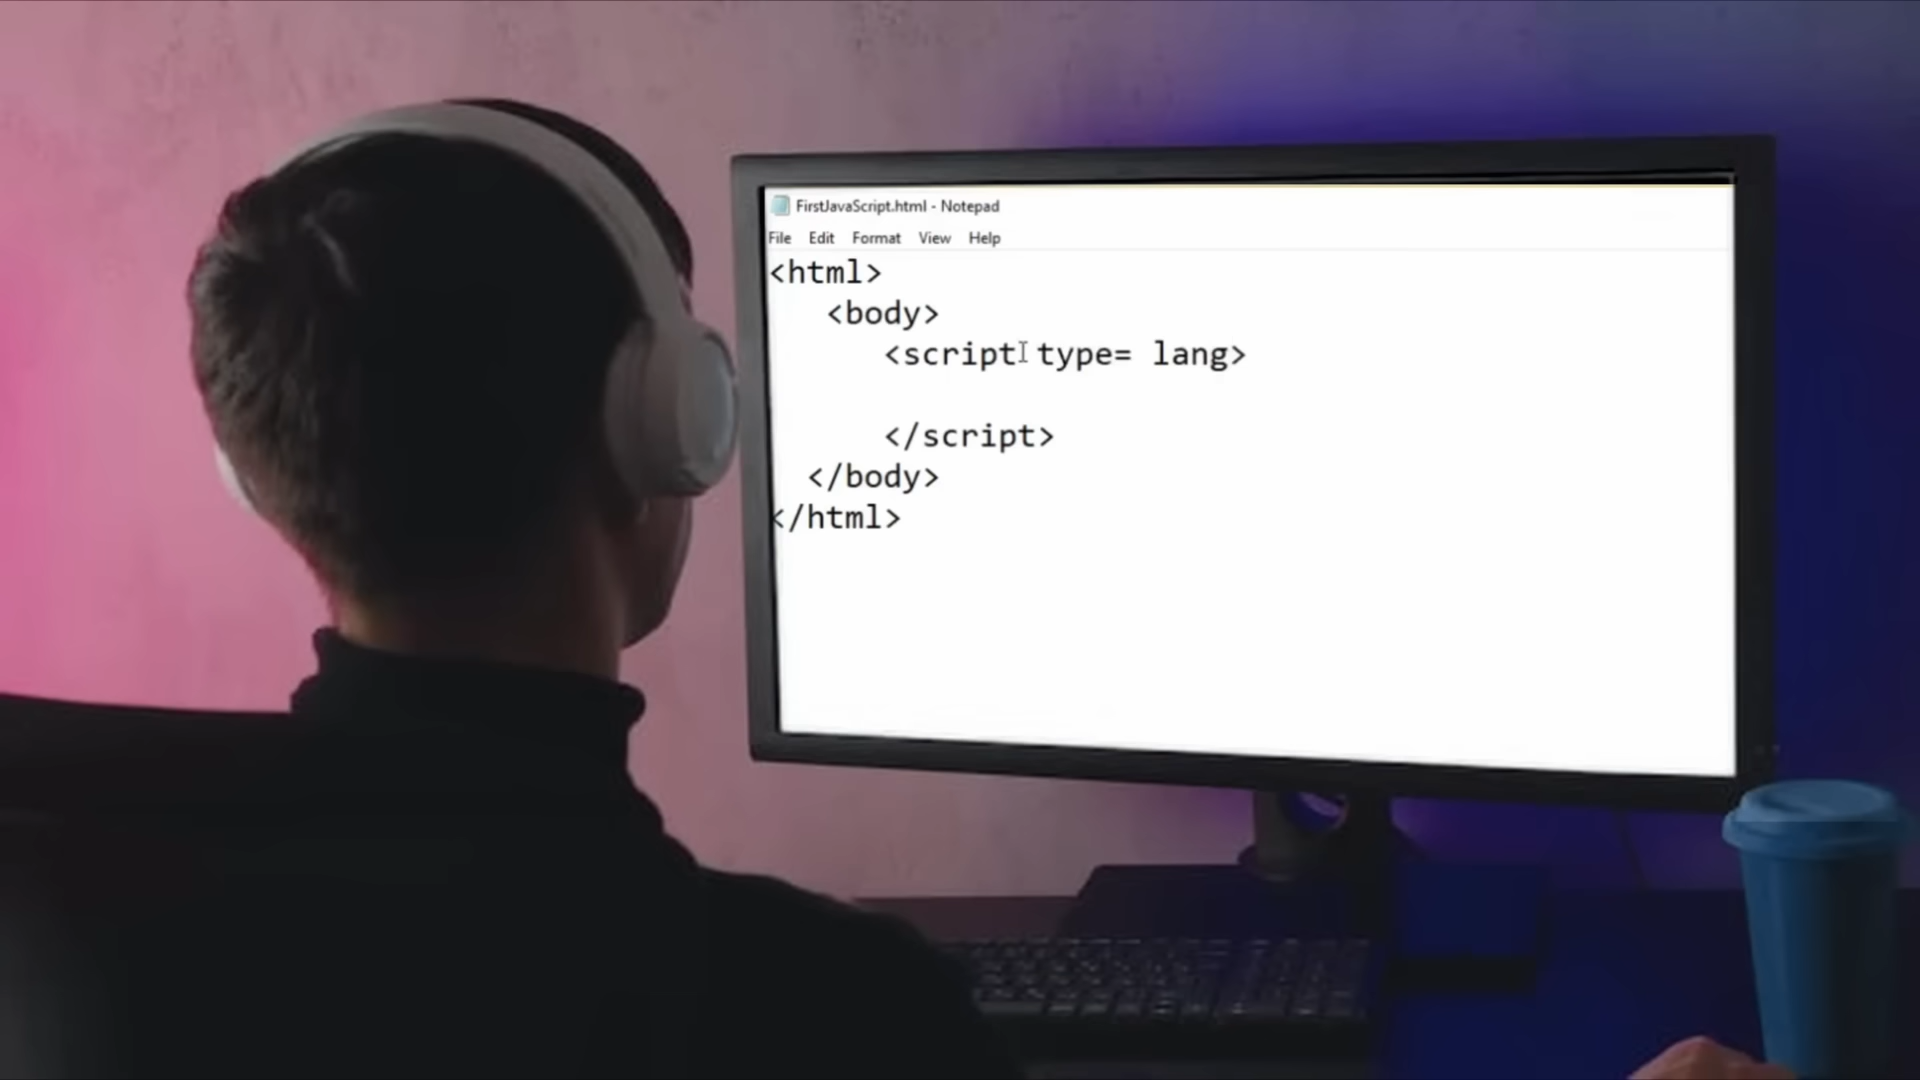 FirstJavaScript.html - Notepad
File Edit Format View Help
<html>
<body>
<script type= lang>
</script>
</body>
</html>